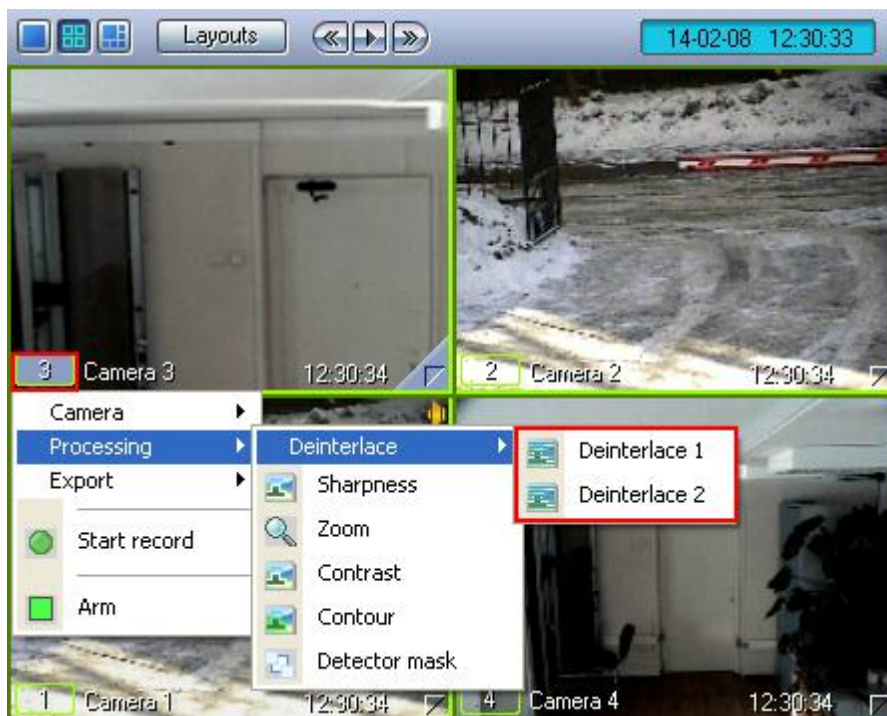 Layouts
14-02-08 12:30:33
3 Camera 3 12:30:34
2 Camera 2 12:30:34
Camera
Processing
Export
Start record
Arm
Deinterlace
Sharpness
Zoom
Contrast
Contour
Detector mask
Deinterlace 1
Deinterlace 2
1 Camera 1 12:30:34
4 Camera 4 12:30:34